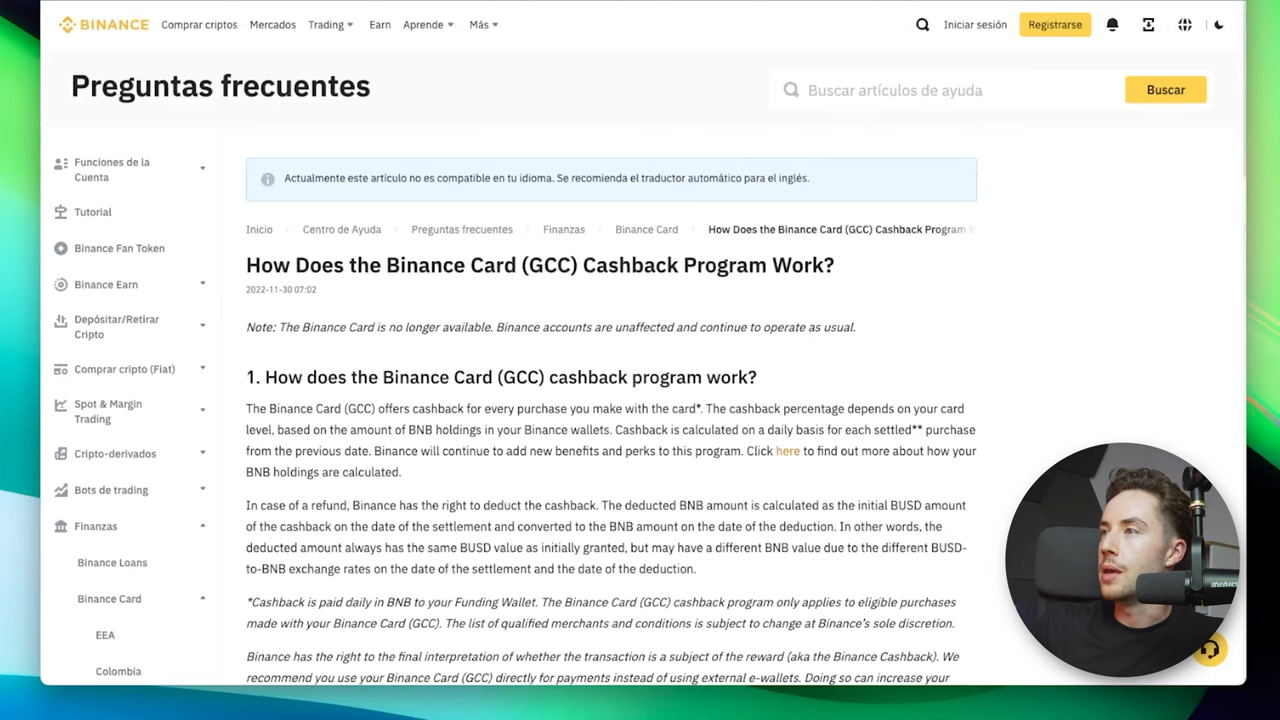 BINANCE Comprar criptos Mercados Trading Earn Aprende Más Iniciar sesión Registrarse
Preguntas frecuentes
Buscar artículos de ayuda Buscar
Funciones de la
Cuenta
Tutorial
Binance Fan Token
Binance Earn
Depósitar/Retirar
Cripto
Comprar cripto (Fiat)
Spot & Margin
Trading
Cripto-derivados
Bots de trading
Finanzas
Binance Loans
Binance Card
EEA
Colombia
Actualmente este artículo no es compatible en tu idioma. Se recomienda el traductor automático para el inglés.
Inicio Centro de Ayuda Preguntas frecuentes Finanzas Binance Card How Does the Binance Card (GCC) Cashback Program W
How Does the Binance Card (GCC) Cashback Program Work?
2022-11-30 07:02
Note: The Binance Card is no longer available. Binance accounts are unaffected and continue to operate as usual.
1. How does the Binance Card (GCC) cashback program work?
The Binance Card (GCC) offers cashback for every purchase you make with the card*. The cashback percentage depends on your card
level, based on the amount of BNB holdings in your Binance wallets. Cashback is calculated on a daily basis for each settled** purchase
from the previous date. Binance will continue to add new benefits and perks to this program. Click here to find out more about how your
BNB holdings are calculated.
In case of a refund, Binance has the right to deduct the cashback. The deducted BNB amount is calculated as the initial BUSD amount
of the cashback on the date of the settlement and converted to the BNB amount on the date of the deduction. In other words, the
deducted amount always has the same BUSD value as initially granted, but may have a different BNB value due to the different BUSD-
to-BNB exchange rates on the date of the settlement and the date of the deduction.
*Cashback is paid daily in BNB to your Funding Wallet. The Binance Card (GCC) cashback program only applies to eligible purchases
made with your Binance Card (GCC). The list of qualified merchants and conditions is subject to change at Binance's sole discretion.
Binance has the right to the final interpretation of whether the transaction is a subject of the reward (aka the Binance Cashback). We
recommend you use your Binance Card (GCC) directly for payments instead of using external e-wallets. Doing so can increase your